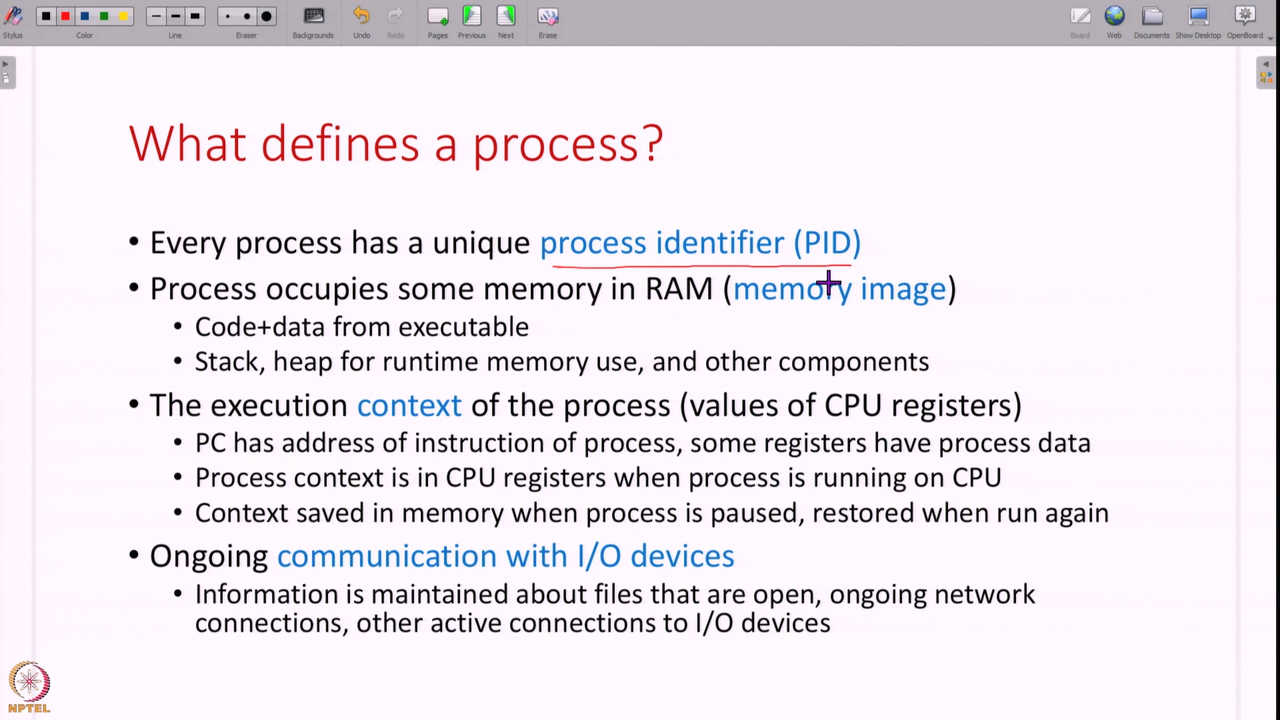 Stylus Color Line Eraser Backgrounds Undo Redo Pages Previous Next Erase Board Web Documents Show Desktop OpenBoard
What defines a process?
• Every process has a unique process identifier (PID)
• Process occupies some memory in RAM (memory image)
• Code+data from executable
• Stack, heap for runtime memory use, and other components
• The execution context of the process (values of CPU registers)
• PC has address of instruction of process, some registers have process data
• Process context is in CPU registers when process is running on CPU
• Context saved in memory when process is paused, restored when run again
• Ongoing communication with I/O devices
• Information is maintained about files that are open, ongoing network
connections, other active connections to I/O devices
NPTEL